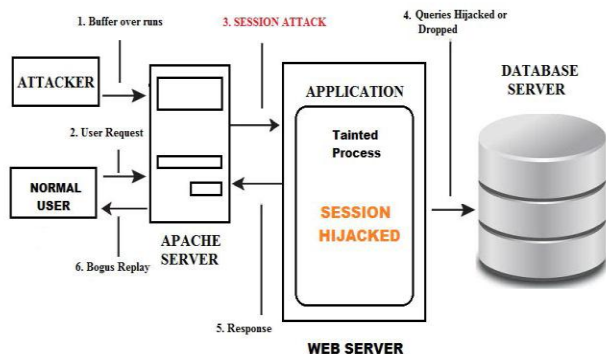 1. Buffer over runs
3. SESSION ATTACK
4. Queries Hijacked or
Dropped
ATTACKER
APPLICATION
DATABASE
SERVER
2. User Request
Tainted
Process
NORMAL
USER
SESSION
HIJACKED
APACHE
SERVER
6. Bogus Replay
5. Response
WEB SERVER